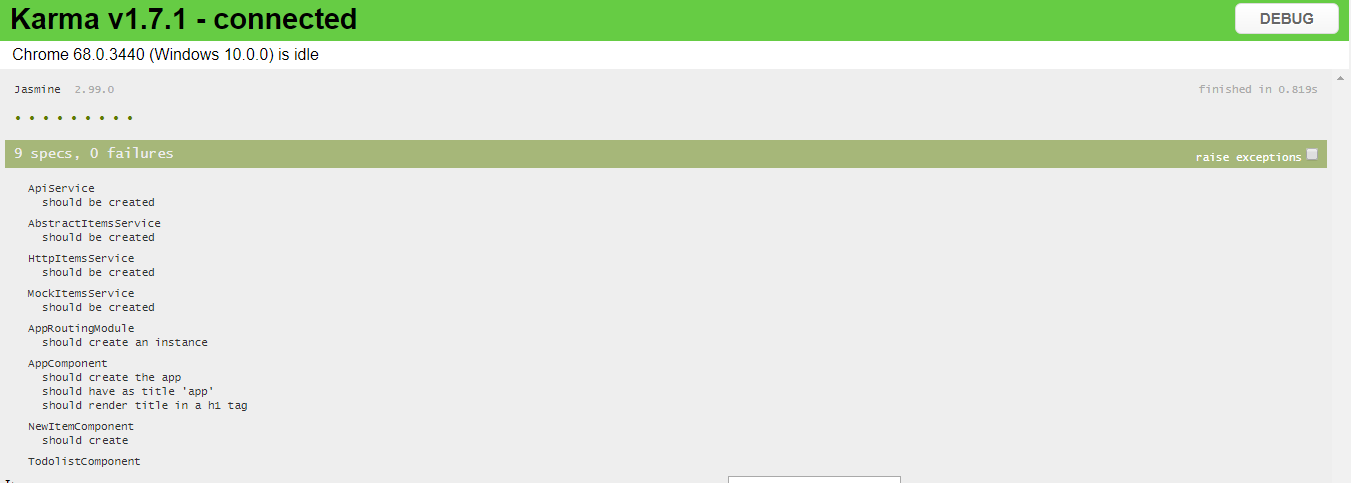 Karma v1.7.1 - connected
DEBUG
Chrome 68.0.3440 (Windows 10.0.0) is idle
Jasmine 2.99.0
finished in 0.819s
9 specs, 0 failures
raise exceptions
ApiService
should be created
AbstractItemsService
should be created
HttpItemsService
should be created
MockItemsService
should be created
AppRoutingModule
should create an instance
AppComponent
should create the app
should have as title 'app'
should render title in a h1 tag
NewItemComponent
should create
TodolistComponent